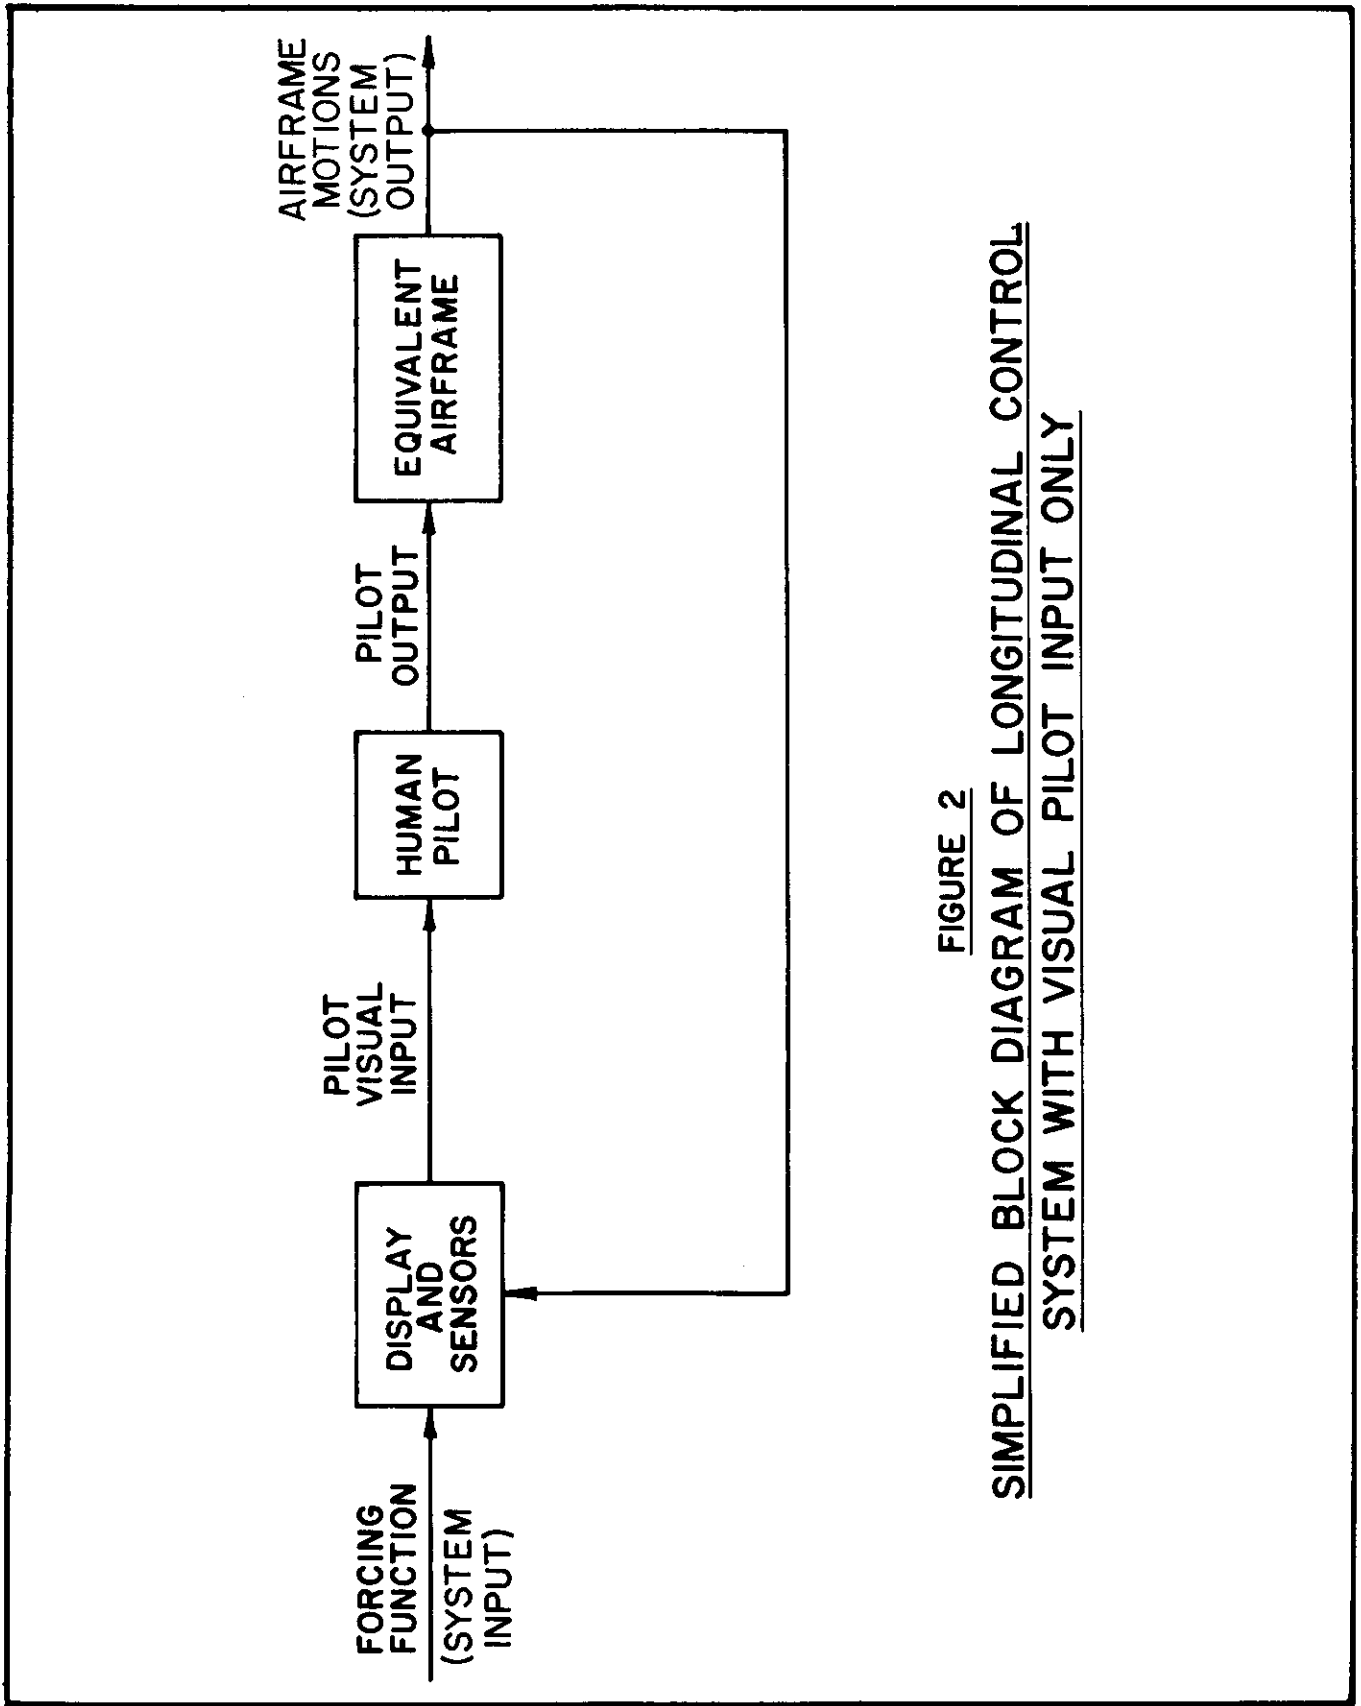 FORCING
FUNCTION
(SYSTEM
INPUT)
DISPLAY
AND
SENSORS
PILOT
VISUAL
INPUT
HUMAN
PILOT
PILOT
OUTPUT
EQUIVALENT
AIRFRAME
AIRFRAME
MOTIONS
(SYSTEM
OUTPUT)
FIGURE 2
SIMPLIFIED BLOCK DIAGRAM OF LONGITUDINAL CONTROL
SYSTEM WITH VISUAL PILOT INPUT ONLY